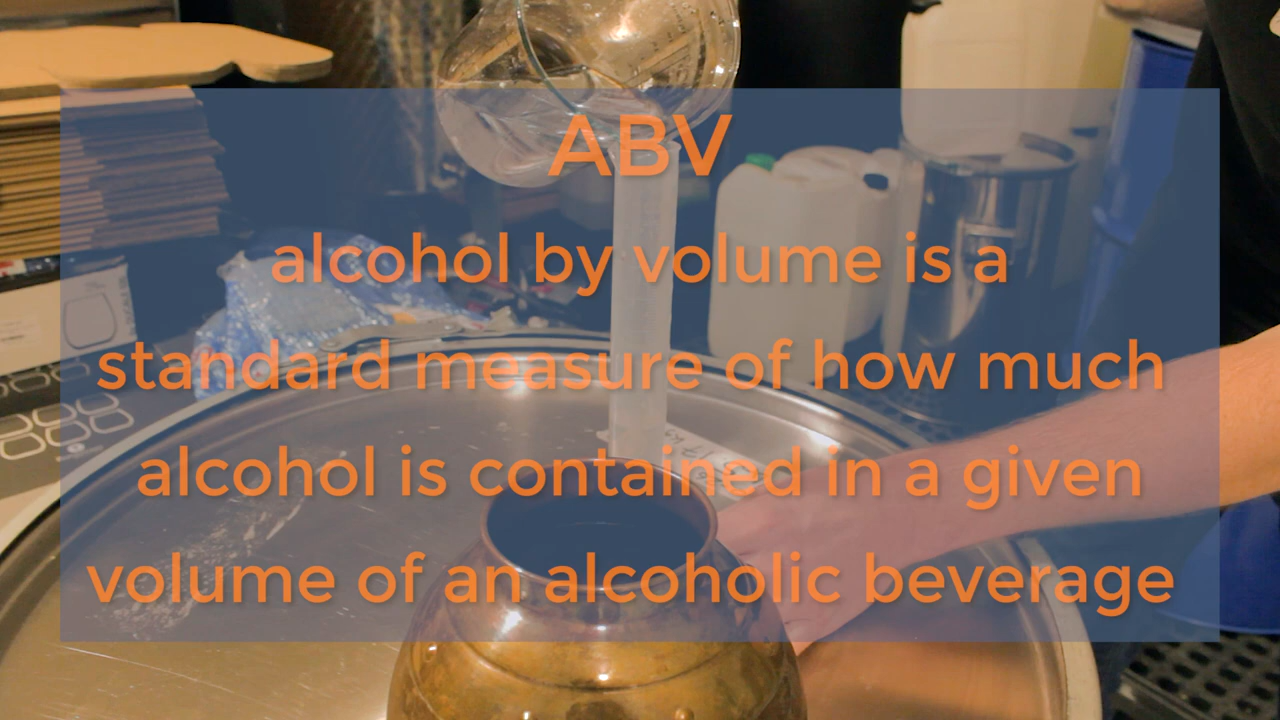 ABV
alcohol by volume is a
standard measure of how much
alcohol is contained in a given
volume of an alcoholic beverage